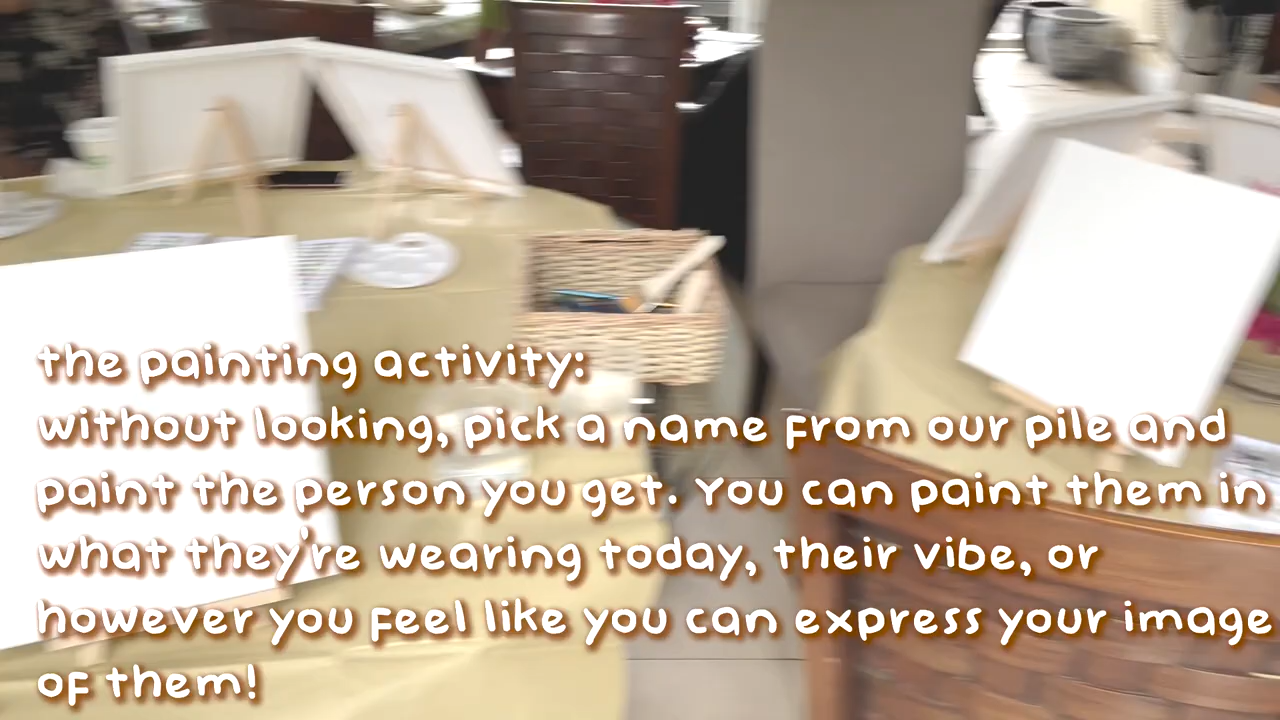 the painting activity:
without looking, pick a name from our pile and
paint the person you get. You can paint them in
what they're wearing today, their vibe, or
however you feel like you can express your image
of them!